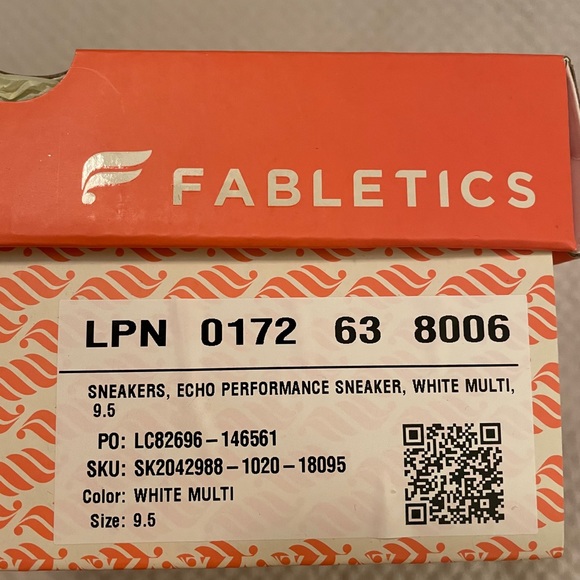 FABLETICS
LPN 0172 63 8006
SNEAKERS, ECHO PERFORMANCE SNEAKER, WHITE MULTI,
9.5
PO: LC82696-146561
SKU: SK2042988-1020-18095
Color: WHITE MULTI
Size: 9.5